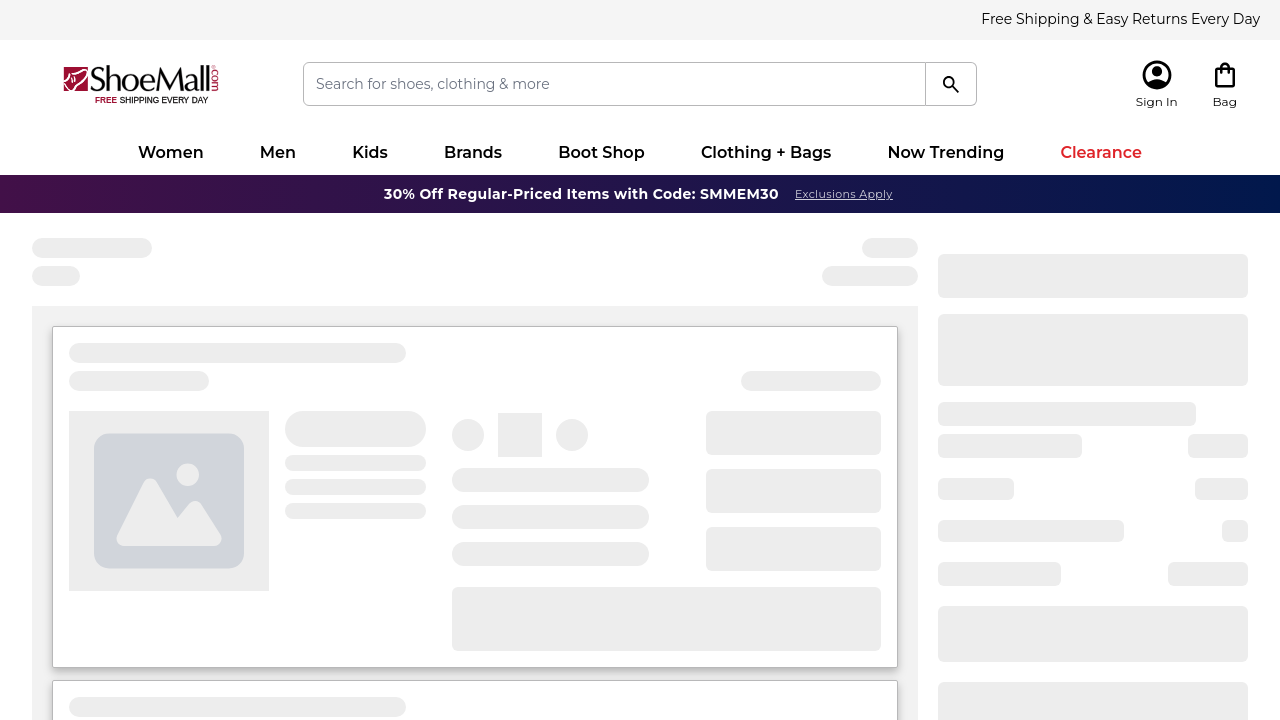 Free Shipping & Easy Returns Every Day
ShoeMall.com
FREE SHIPPING EVERY DAY
Search for shoes, clothing & more
Sign In
Bag
Women
Men
Kids
Brands
Boot Shop
Clothing + Bags
Now Trending
Clearance
30% Off Regular-Priced Items with Code: SMMEM30 Exclusions Apply